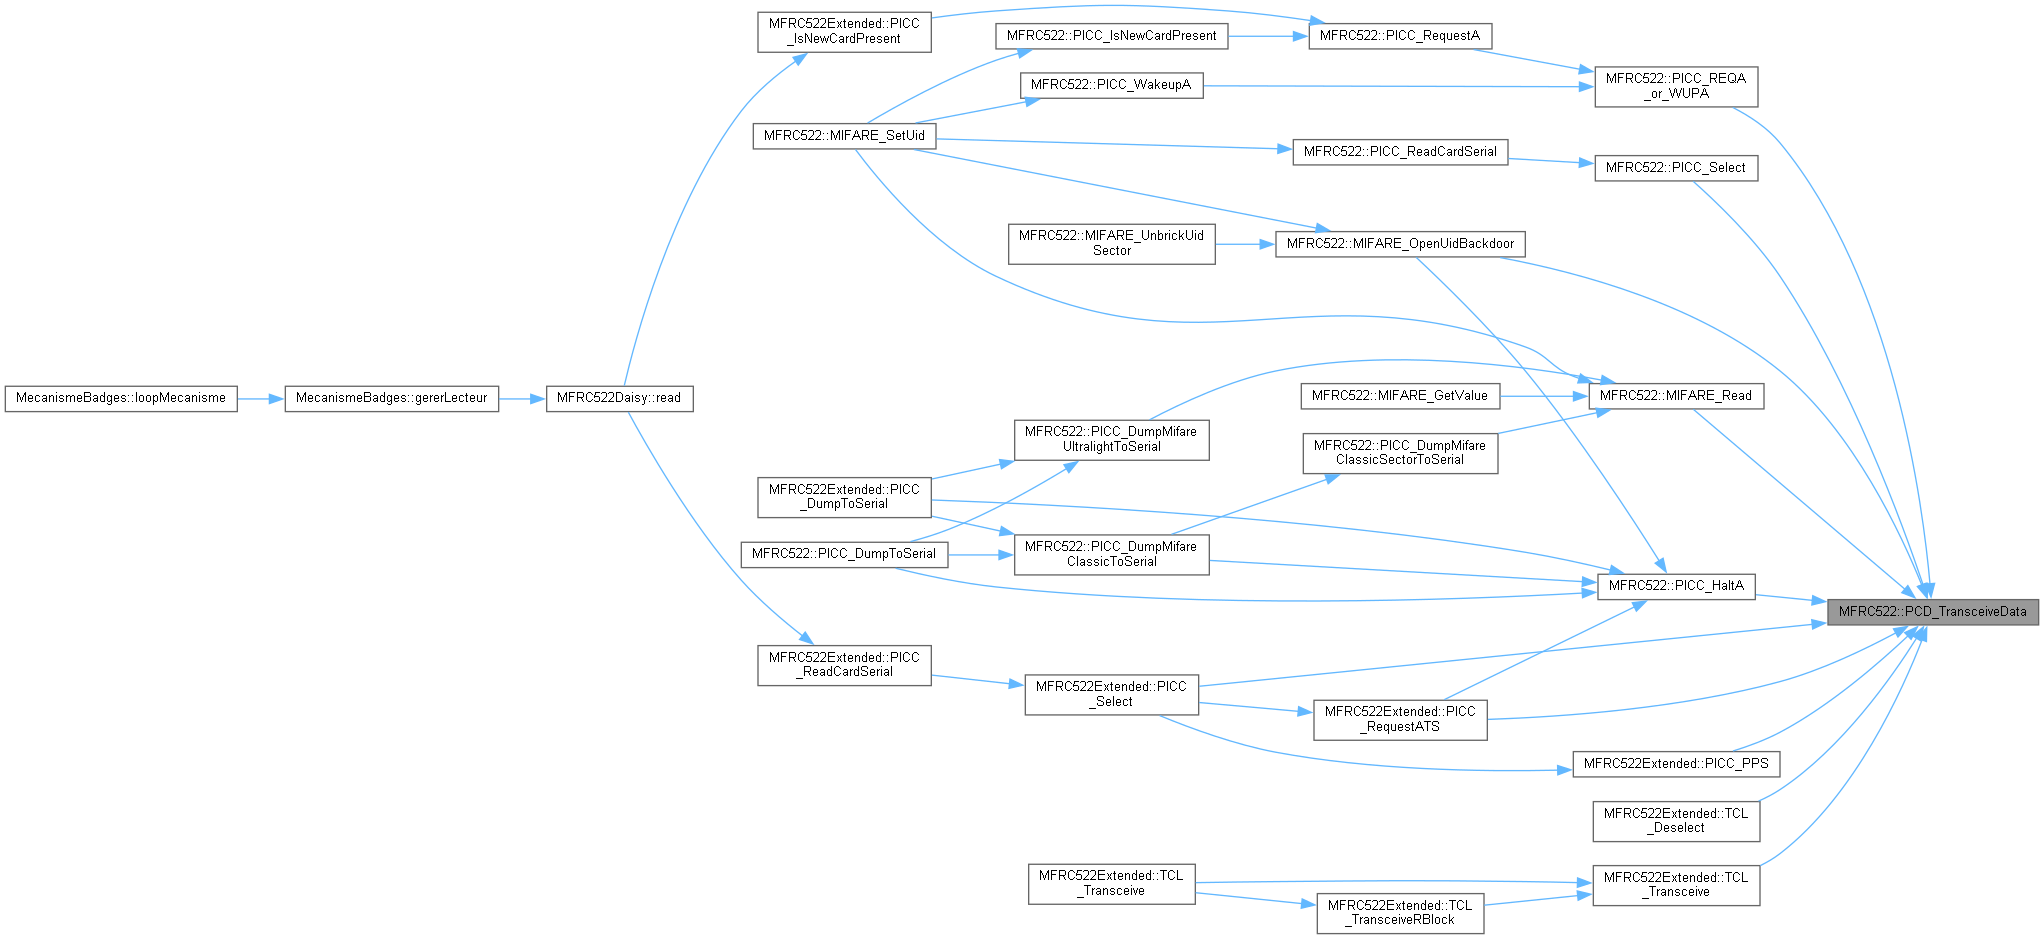 MFRC522Extended::PICC
_IsNewCardPresent
MFRC522::PICC_IsNewCardPresent
MFRC522::PICC_RequestA
MFRC522::PICC_REQA
_or_WUPA
MFRC522::PICC_WakeupA
MFRC522::MIFARE_SetUid
MFRC522::PICC_ReadCardSerial
MFRC522::PICC_Select
MFRC522::MIFARE_UnbrickUid
Sector
MFRC522::MIFARE_OpenUidBackdoor
MecanismeBadges::loopMecanisme
MecanismeBadges::gererLecteur
MFRC522Daisy::read
MFRC522::MIFARE_GetValue
MFRC522::MIFARE_Read
MFRC522::PICC_DumpMifare
UltralightToSerial
MFRC522::PICC_DumpMifare
ClassicSectorToSerial
MFRC522Extended::PICC
_DumpToSerial
MFRC522::PICC_DumpToSerial
MFRC522::PICC_DumpMifare
ClassicToSerial
MFRC522::PICC_HaltA
MFRC522::PCD_TransceiveData
MFRC522Extended::PICC
_ReadCardSerial
MFRC522Extended::PICC
_Select
MFRC522Extended::PICC
_RequestATS
MFRC522Extended::PICC_PPS
MFRC522Extended::TCL
_Deselect
MFRC522Extended::TCL
_Transceive
MFRC522Extended::TCL
_TransceiveRBlock
MFRC522Extended::TCL
_Transceive